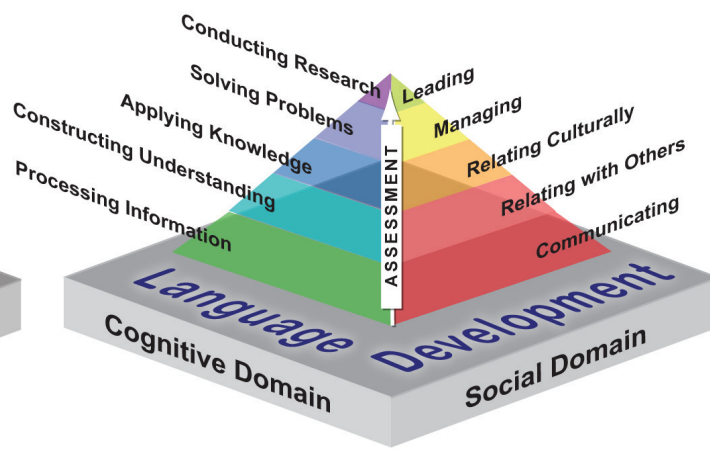 Conducting Research
Solving Problems
Applying Knowledge
Constructing Understanding
Processing Information
Leading
Managing
Relating Culturally
Relating with Others
Communicating
ASSESSMENT
Language
Development
Cognitive Domain
Social Domain